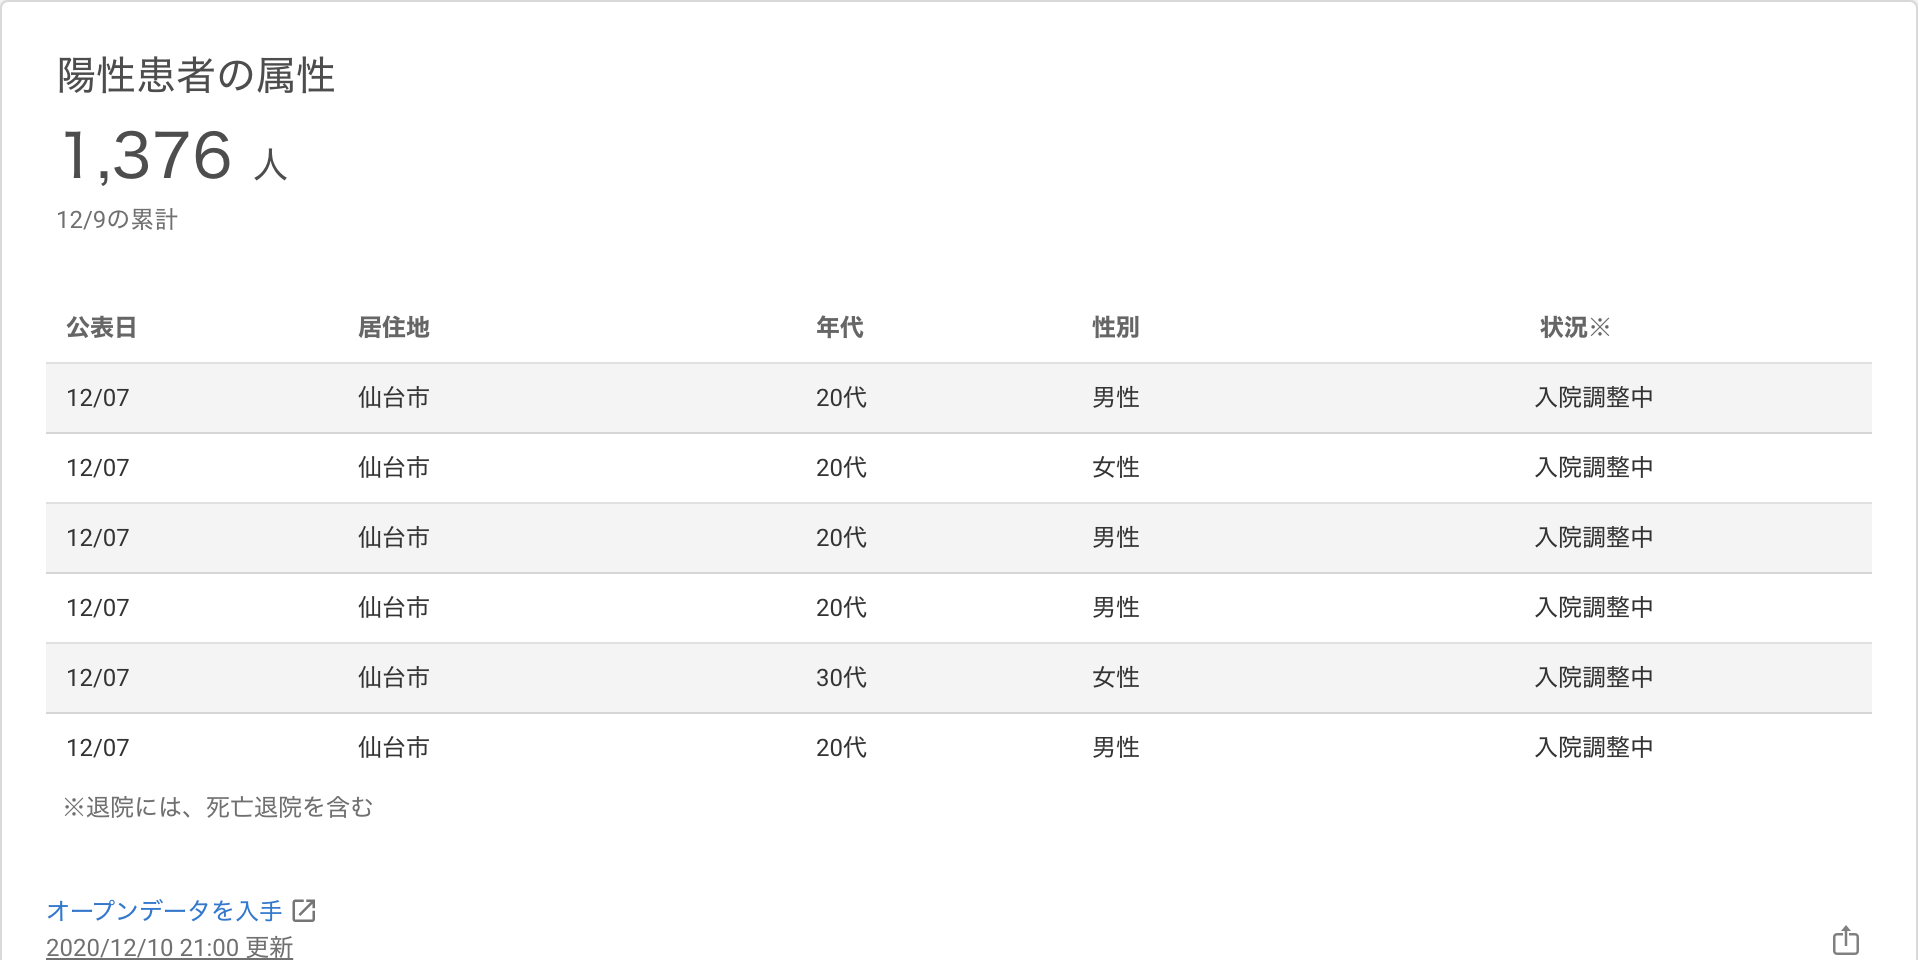 陽性患者の属性
1,376 人
12/9の累計
公表日 居住地 年代 性別 状況※
12/07 仙台市 20代 男性 入院調整中
12/07 仙台市 20代 女性 入院調整中
12/07 仙台市 20代 男性 入院調整中
12/07 仙台市 20代 男性 入院調整中
12/07 仙台市 30代 女性 入院調整中
12/07 仙台市 20代 男性 入院調整中
※退院には、死亡退院を含む
オープンデータを入手
2020/12/10 21:00 更新